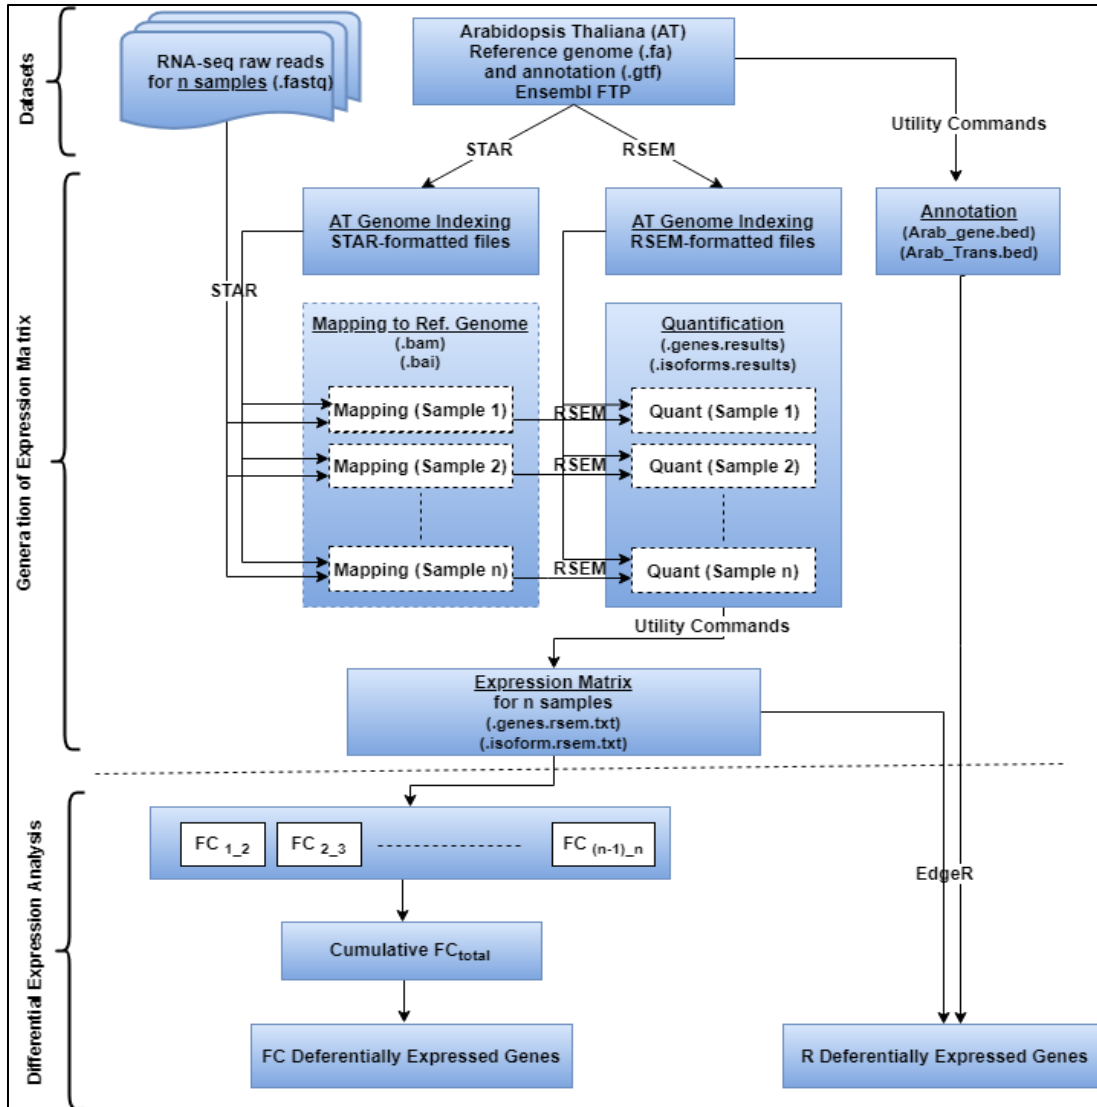 Datasets
RNA-seq raw reads
for n samples (.fastq)
Arabidopsis Thaliana (AT)
Reference genome (.fa)
and annotation (.gtf)
Ensembl FTP
Utility Commands
STAR
RSEM
Generation of Expression Matrix
AT Genome Indexing
STAR-formatted files
AT Genome Indexing
RSEM-formatted files
Annotation
(Arab_gene.bed)
(Arab_Trans.bed)
STAR
Mapping to Ref. Genome
(.bam)
(.bai)
Quantification
(.genes.results)
(.isoforms.results)
Mapping (Sample 1)
RSEM
Quant (Sample 1)
Mapping (Sample 2)
RSEM
Quant (Sample 2)
Mapping (Sample n)
RSEM
Quant (Sample n)
Utility Commands
Expression Matrix
for n samples
(.genes.rsem.txt)
(.isoform.rsem.txt)
Differential Expression Analysis
FC 1_2
FC 2_3
FC (n-1)_n
EdgeR
Cumulative FCtotal
FC Deferentially Expressed Genes
R Deferentially Expressed Genes